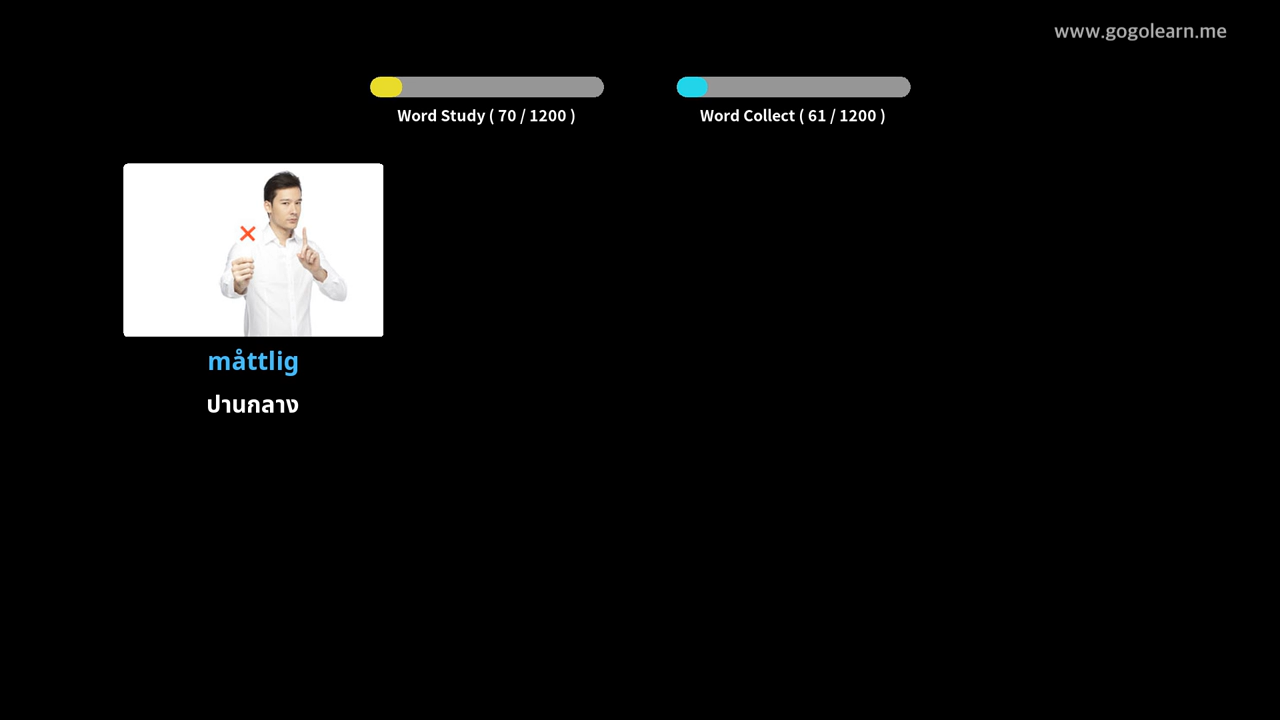 www.gogolearn.me
Word Study ( 70 / 1200 )
Word Collect ( 61 / 1200 )
måttlig
ปานกลาง